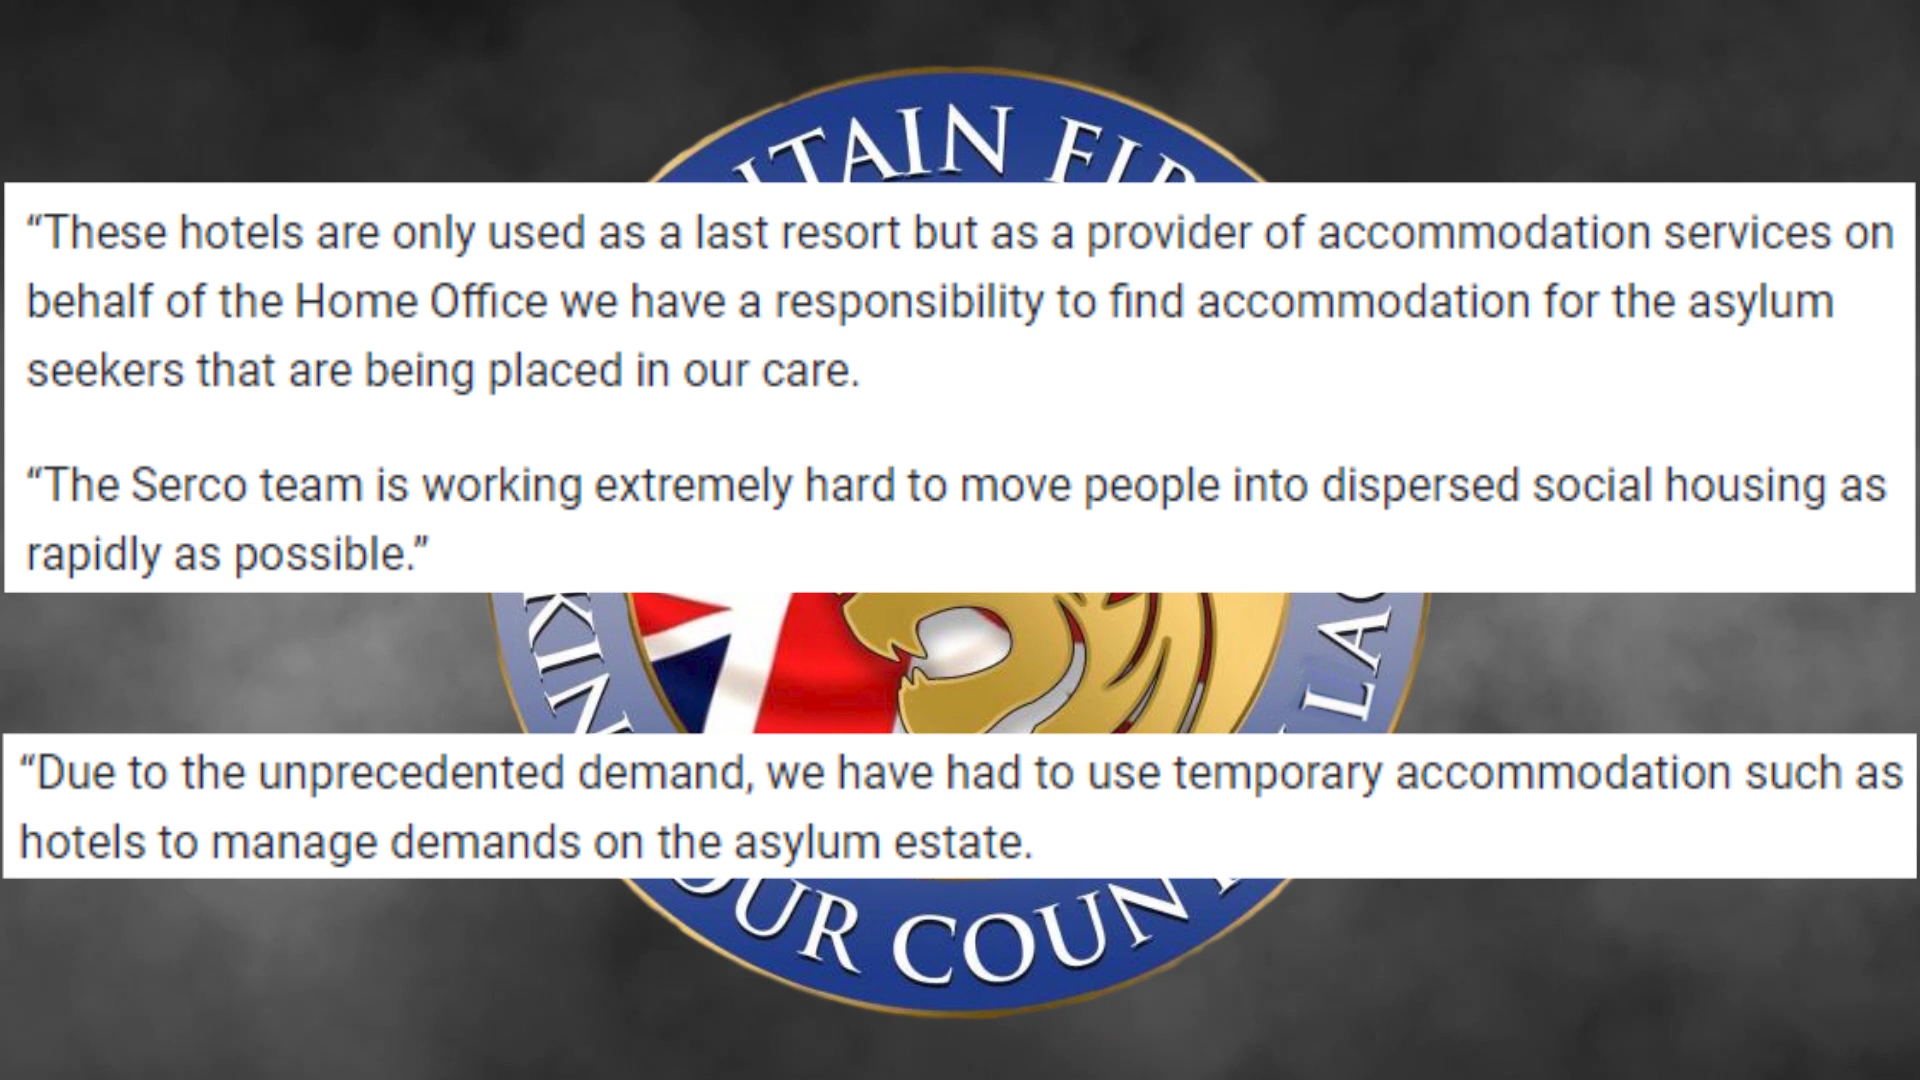 “These hotels are only used as a last resort but as a provider of accommodation services on
behalf of the Home Office we have a responsibility to find accommodation for the asylum
seekers that are being placed in our care.
“The Serco team is working extremely hard to move people into dispersed social housing as
rapidly as possible.”
“Due to the unprecedented demand, we have had to use temporary accommodation such as
hotels to manage demands on the asylum estate.
OUR